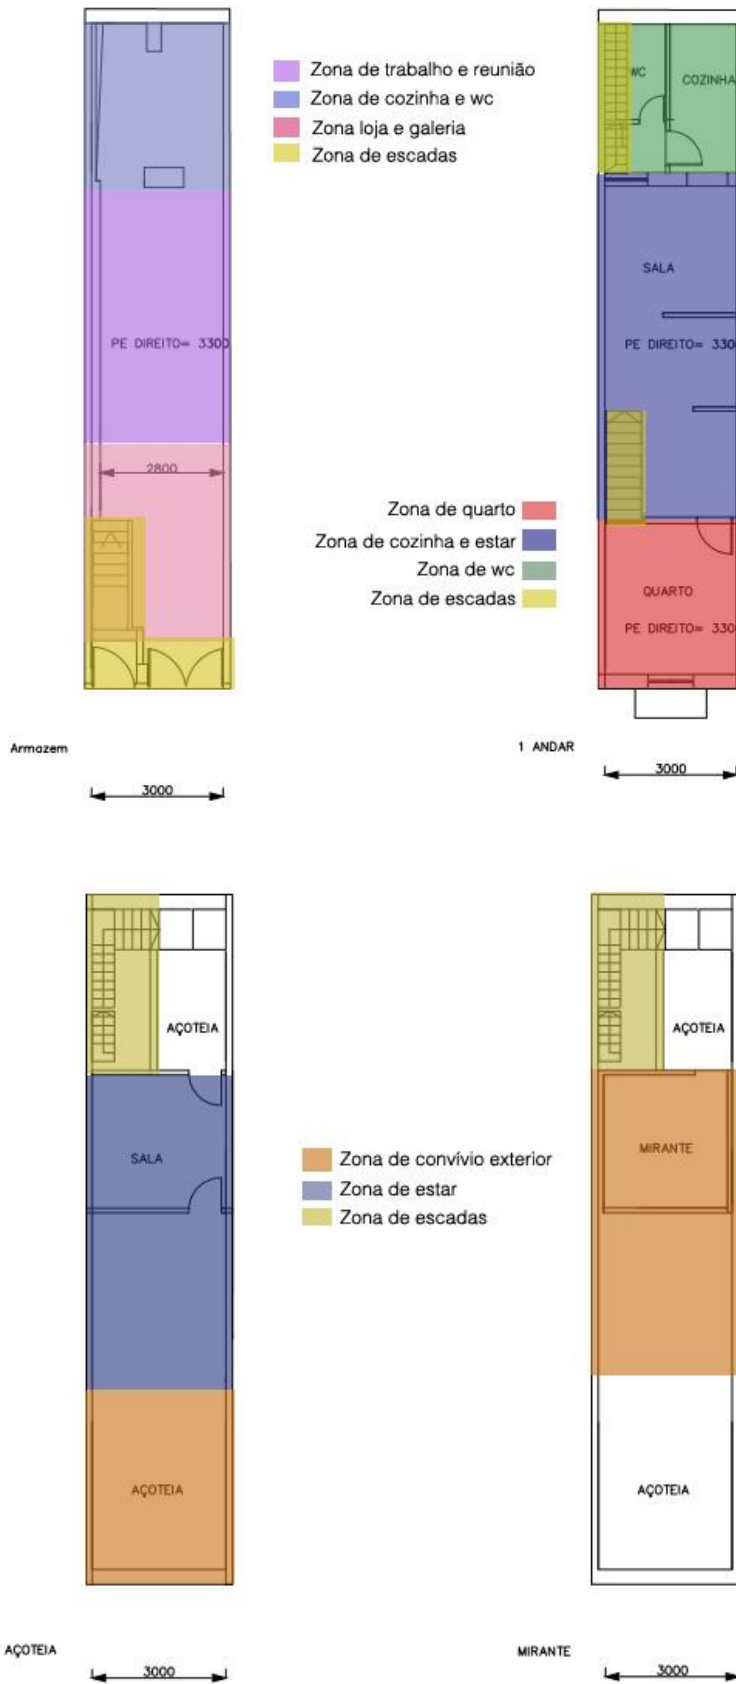 Zona de trabalho e reunião
Zona de cozinha e wc
Zona loja e galeria
Zona de escadas
PE DIREITO= 3300
2800
Armazem
3000
WC
COZINHA
SALA
PE DIREITO= 330
Zona de quarto
Zona de cozinha e estar
Zona de wc
Zona de escadas
QUARTO
PE DIREITO= 330
1 ANDAR
3000
AÇOTEIA
SALA
AÇOTEIA
AÇOTEIA
3000
Zona de convívio exterior
Zona de estar
Zona de escadas
AÇOTEIA
MIRANTE
AÇOTEIA
MIRANTE
3000